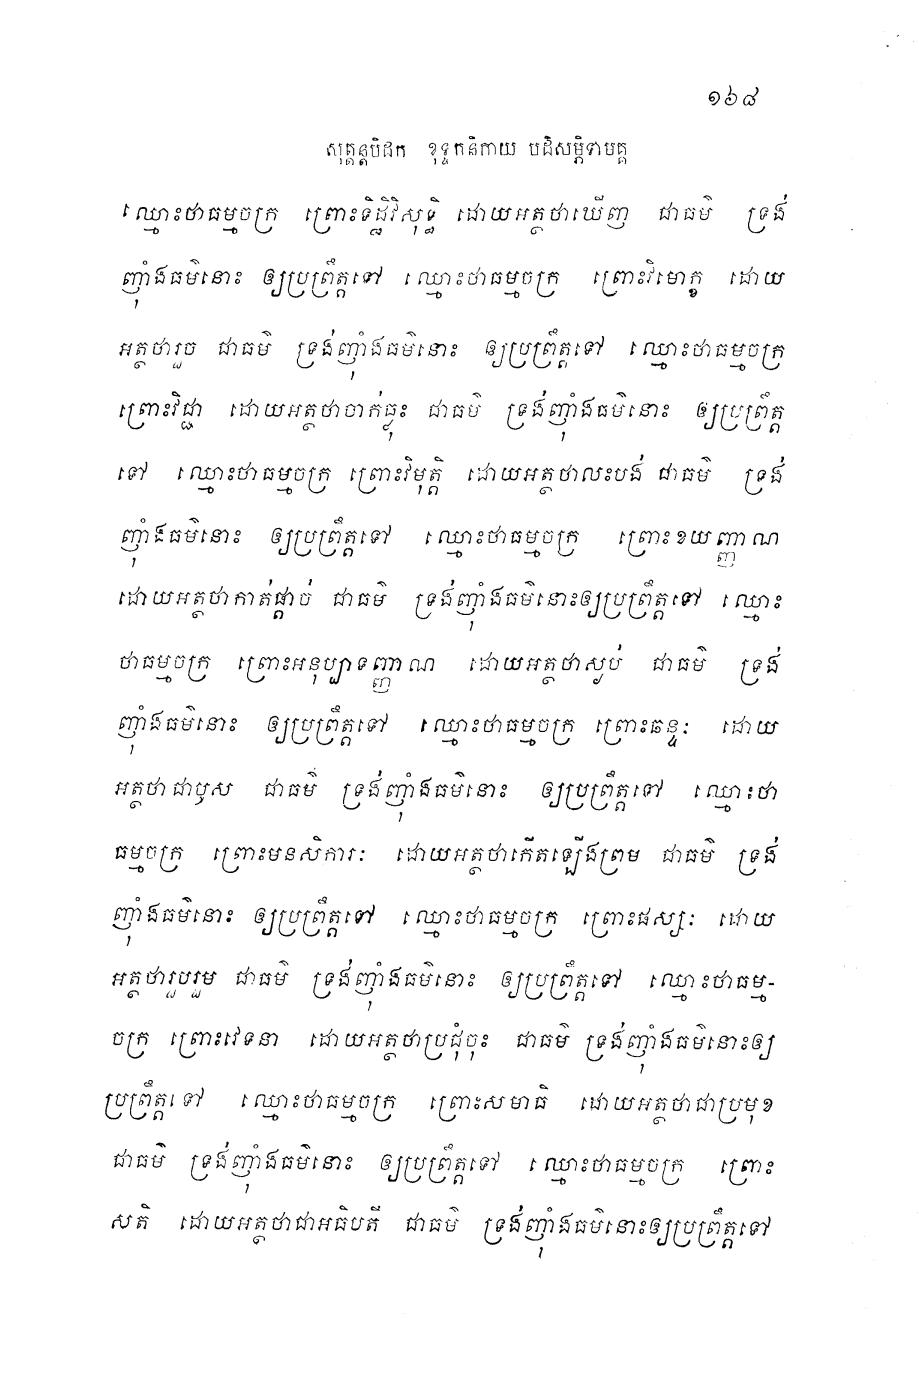 ១៦៨
សុត្តន្តបិដក ខុទ្ទកនិកាយ បដិសម្ភិទាមគ្គ
ឈ្មោះថាធម្មចក្រ ព្រោះទិដ្ឋិវិសុទ្ធិ ដោយអត្ថថាឃើញ ជាធម៌ ទ្រង់
ញុំាងធម៌នោះ ឲ្យប្រព្រឹត្តទៅ ឈ្មោះថាធម្មចក្រ ព្រោះវិមោក្ខ ដោយ
អត្ថថារួច ជាធម៌ ទ្រង់ញុំាងធម៌នោះ ឲ្យប្រព្រឹត្តទៅ ឈ្មោះថាធម្មចក្រ
ព្រោះវិជ្ជា ដោយអត្ថថាចាក់ធ្លុះ ជាធម៌ ទ្រង់ញុំាងធម៌នោះ ឲ្យប្រព្រឹត្ត
ទៅ ឈ្មោះថាធម្មចក្រ ព្រោះវិមុត្តិ ដោយអត្ថថាលះបង់ ជាធម៌ ទ្រង់
ញុំាងធម៌នោះ ឲ្យប្រព្រឹត្តទៅ ឈ្មោះថាធម្មចក្រ ព្រោះខយញ្ញាណ
ដោយអត្ថថាកាត់ផ្តាច់ ជាធម៌ ទ្រង់ញុំាងធម៌នោះឲ្យប្រព្រឹត្តទៅ ឈ្មោះ
ថាធម្មចក្រ ព្រោះអនុប្បាទញ្ញាណ ដោយអត្ថថាស្ងប់ ជាធម៌ ទ្រង់
ញុំាងធម៌នោះ ឲ្យប្រព្រឹត្តទៅ ឈ្មោះថាធម្មចក្រ ព្រោះឆន្ទៈ ដោយ
អត្ថថាជាឫស ជាធម៌ ទ្រង់ញុំាងធម៌នោះ ឲ្យប្រព្រឹត្តទៅ ឈ្មោះថា
ធម្មចក្រ ព្រោះមនសិការៈ ដោយអត្ថថាកើតឡើងព្រម ជាធម៌ ទ្រង់
ញុំាងធម៌នោះ ឲ្យប្រព្រឹត្តទៅ ឈ្មោះថាធម្មចក្រ ព្រោះផស្សៈ ដោយ
អត្ថថារួបរួម ជាធម៌ ទ្រង់ញុំាងធម៌នោះ ឲ្យប្រព្រឹត្តទៅ ឈ្មោះថាធម្ម-
ចក្រ ព្រោះវេទនា ដោយអត្ថថាប្រជុំចុះ ជាធម៌ ទ្រង់ញុំាងធម៌នោះឲ្យ
ប្រព្រឹត្តទៅ ឈ្មោះថាធម្មចក្រ ព្រោះសមាធិ ដោយអត្ថថាជាប្រមុខ
ជាធម៌ ទ្រង់ញុំាងធម៌នោះ ឲ្យប្រព្រឹត្តទៅ ឈ្មោះថាធម្មចក្រ ព្រោះ
សតិ ដោយអត្ថថាជាអធិបតី ជាធម៌ ទ្រង់ញុំាងធម៌នោះឲ្យប្រព្រឹត្តទៅ